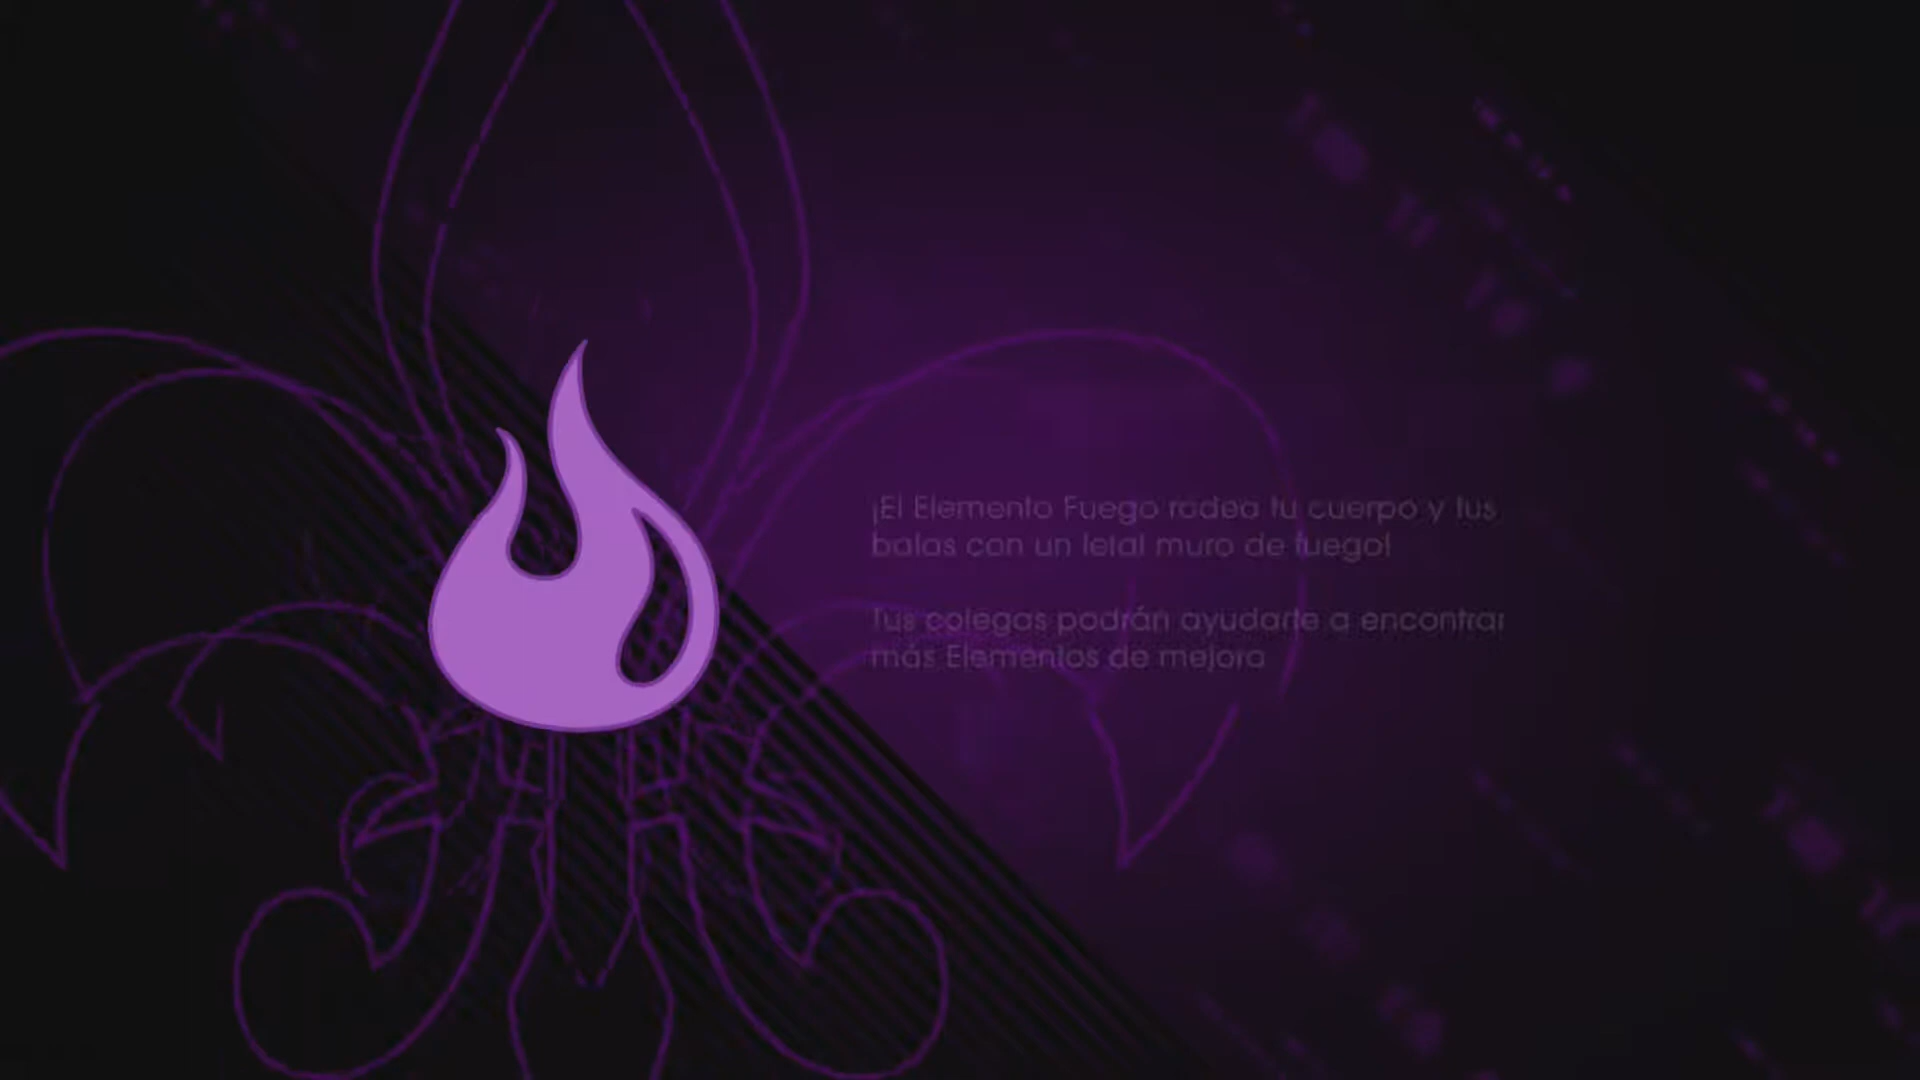 ¡El Elemento Fuego rodea tu cuerpo y tus
balas con un letal muro de fuego!
Tus colegas podrán ayudarte a encontrar
más Elementos de mejora